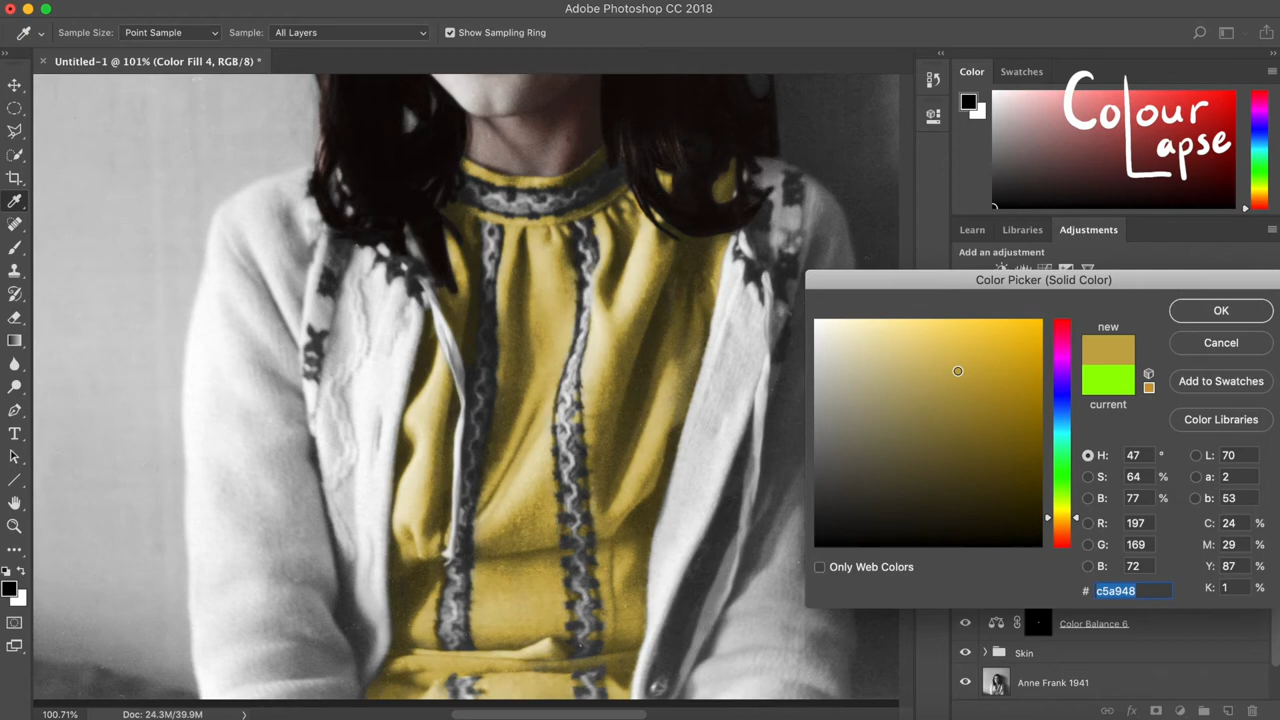 Adobe Photoshop CC 2018
Sample Size: Point Sample Sample: All Layers Show Sampling Ring
Untitled-1 @ 101% (Color Fill 4, RGB/8) *
Color Swatches
Colour
Lapse
Learn Libraries Adjustments
Add an adjustment
Color Picker (Solid Color)
new
current
OK
Cancel
Add to Swatches
Color Libraries
H: 47 ° L: 70
S: 64 % a: 2
B: 77 % b: 53
R: 197 C: 24 %
G: 169 M: 29 %
B: 72 Y: 87 %
# c5a948 K: 1 %
Only Web Colors
Color Balance 6
Skin
Anne Frank 1941
100.71% Doc: 24.3M/39.9M